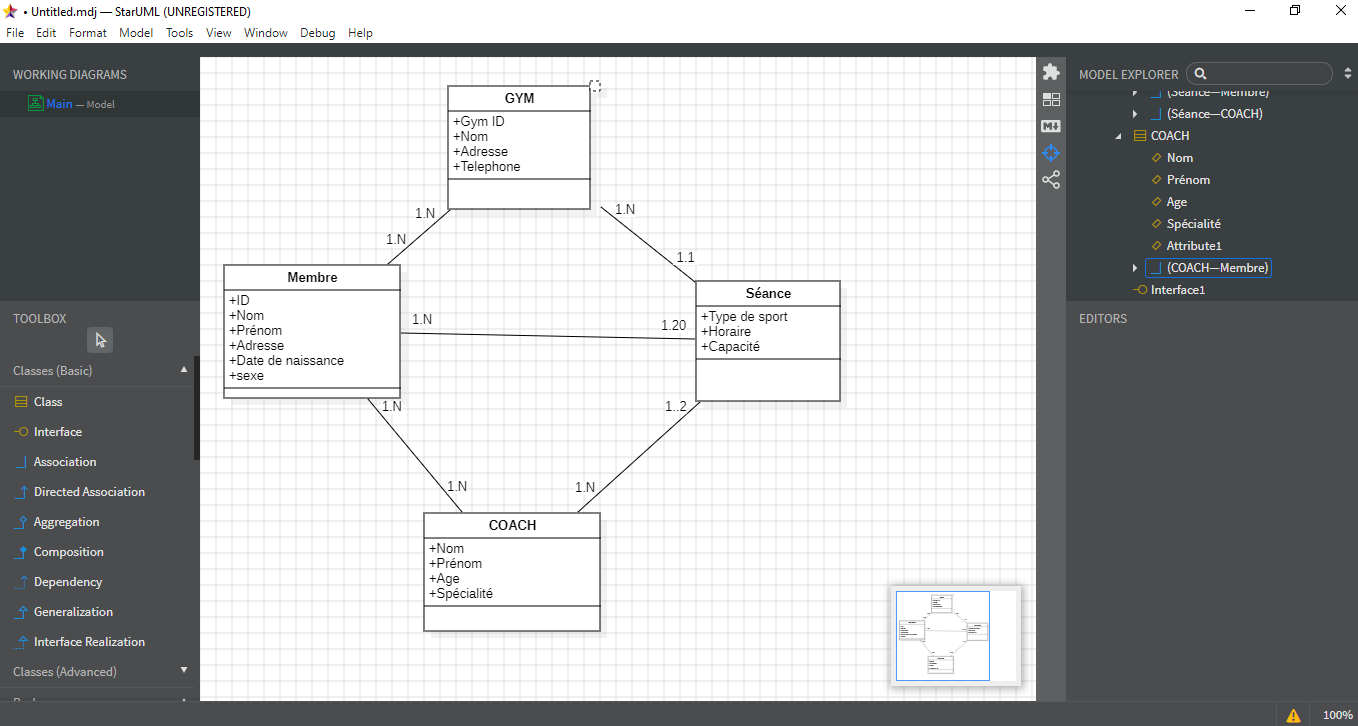 • Untitled.mdj — StarUML (UNREGISTERED)
File Edit Format Model Tools View Window Debug Help
WORKING DIAGRAMS
Main — Model
TOOLBOX
Classes (Basic)
Class
Interface
Association
Directed Association
Aggregation
Composition
Dependency
Generalization
Interface Realization
Classes (Advanced)
GYM
+Gym ID
+Nom
+Adresse
+Telephone
1.N
1.N
1.N
1.1
Membre
+ID
+Nom
+Prénom
+Adresse
+Date de naissance
+sexe
1.N
1.20
Séance
+Type de sport
+Horaire
+Capacité
1.N
1..2
1.N
1.N
COACH
+Nom
+Prénom
+Age
+Spécialité
M
MODEL EXPLORER
(Séance—Membre)
(Séance—COACH)
COACH
Nom
Prénom
Age
Spécialité
Attribute1
(COACH—Membre)
Interface1
EDITORS
100%